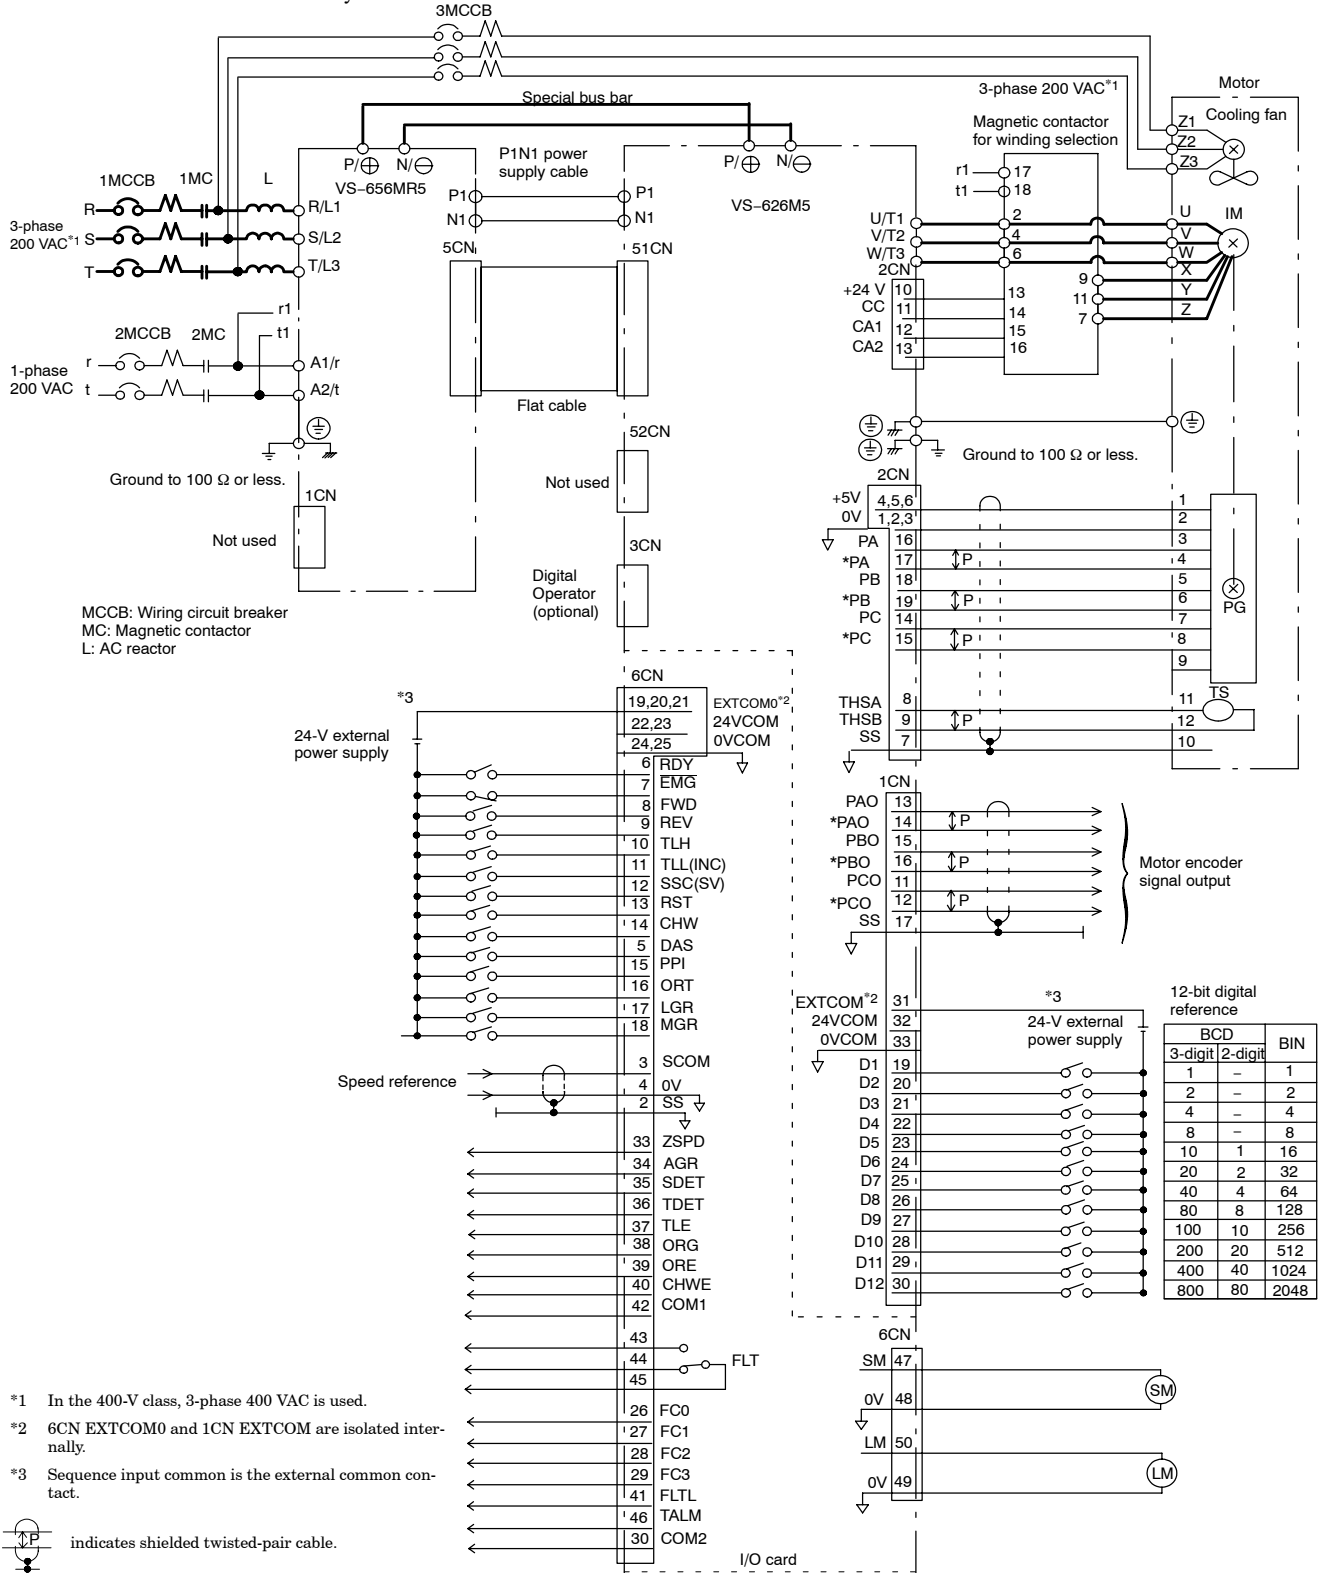 3MCCB
3-phase 200 VAC*1
Motor
Special bus bar
Cooling fan
Magnetic contactor
for winding selection
Z1
Z2
Z3
P/⊕ N/⊖
P1N1 power
supply cable
P/⊕ N/⊖
1MCCB 1MC L
VS−656MR5
VS−626M5
r1 17
t1 18
P1 P1
N1 N1
R R/L1
3-phase
200 VAC*1 S S/L2
T T/L3
U/T1 2 U IM
V/T2 4 V
W/T3 6 W
5CN 51CN
2CN
X
9
+24 V 10 13
Y
11
CC 11 14
Z
7
CA1 12 15
CA2 13 16
r1
t1
2MCCB 2MC
1-phase
200 VAC
r A1/r
t A2/t
Flat cable
52CN
Ground to 100 Ω or less.
Ground to 100 Ω or less.
1CN
Not used
Not used
3CN
Digital
Operator
(optional)
2CN
+5V 4,5,6 1
0V 1,2,3 2
PA 16 3
*PA 17 P 4
PB 18 5
*PB 19 P 6
PC 14 7
*PC 15 P 8
9
PG
THSA 8 11 TS
THSB 9 P 12
SS 7 10
MCCB: Wiring circuit breaker
MC: Magnetic contactor
L: AC reactor
6CN
*3
19,20,21 EXTCOM0*2
22,23 24VCOM
24,25 0VCOM
24-V external
power supply
6 RDY
7 EMG
8 FWD
9 REV
10 TLH
11 TLL(INC)
12 SSC(SV)
13 RST
14 CHW
5 DAS
15 PPI
16 ORT
17 LGR
18 MGR
3 SCOM
Speed reference
4 0V
2 SS
33 ZSPD
34 AGR
35 SDET
36 TDET
37 TLE
38 ORG
39 ORE
40 CHWE
42 COM1
43
44 FLT
45
26 FC0
27 FC1
28 FC2
29 FC3
41 FLTL
46 TALM
30 COM2
I/O card
1CN
PAO 13
*PAO 14 P
PBO 15
*PBO 16 P
PCO 11
*PCO 12 P
SS 17
Motor encoder
signal output
EXTCOM*2 31 *3
24VCOM 32
0VCOM 33
24-V external
power supply
D1 19
D2 20
D3 21
D4 22
D5 23
D6 24
D7 25
D8 26
D9 27
D10 28
D11 29
D12 30
12-bit digital
reference
BCD BIN
3-digit 2-digit
1 − 1
2 − 2
4 − 4
8 − 8
10 1 16
20 2 32
40 4 64
80 8 128
100 10 256
200 20 512
400 40 1024
800 80 2048
6CN
SM 47 SM
0V 48
LM 50 LM
0V 49
*1 In the 400-V class, 3-phase 400 VAC is used.
*2 6CN EXTCOM0 and 1CN EXTCOM are isolated inter-
nally.
*3 Sequence input common is the external common con-
tact.
P indicates shielded twisted-pair cable.